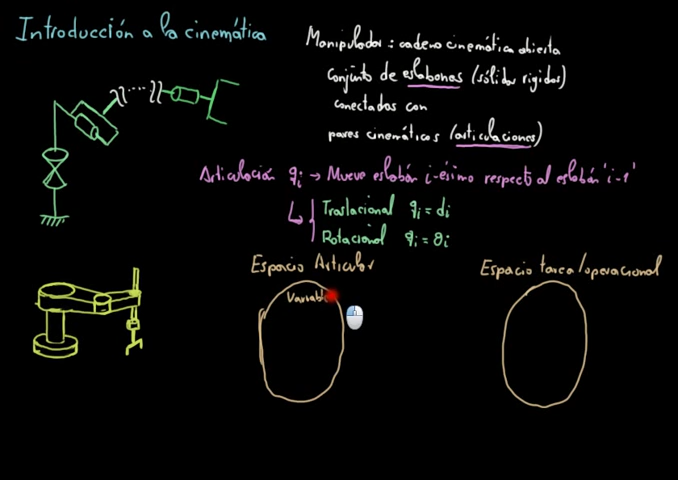 Introducción a la cinemática
Manipulador : cadena cinemática abierta
conjunto de eslabones (sólidos rígidos)
conectados con
pares cinemáticos (articulaciones)
Articulación qi → Mueve eslabón i-ésimo respecto al eslabón 'i-1'
Traslacional qi = di
Rotacional qi = θi
Espacio Articular
Espacio tarea/operacional
Variabl